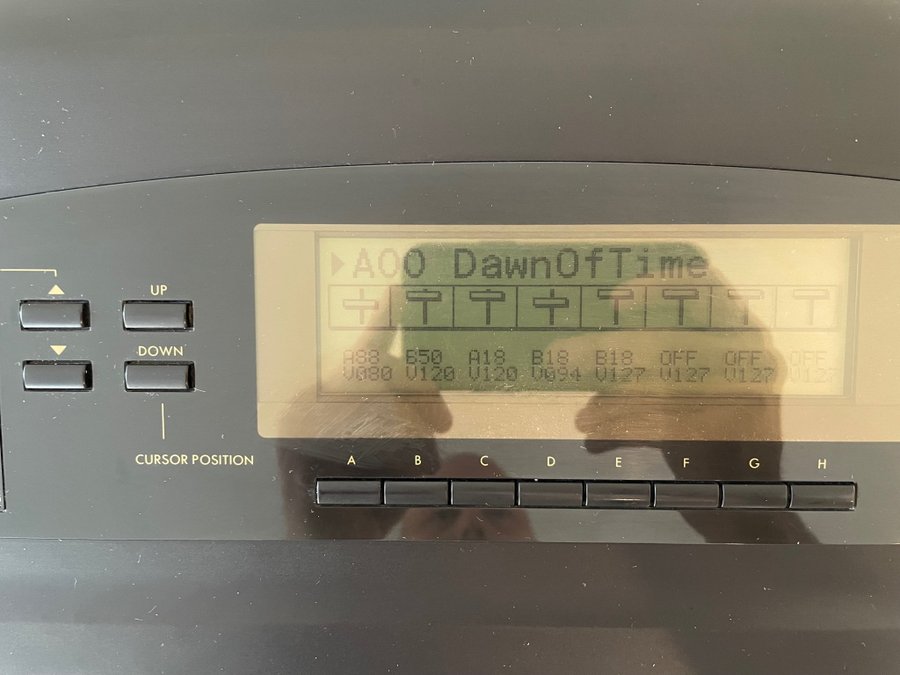 ▶A00 DawnOfTime
A88 B50 A18 B18 B18 OFF OFF OFF
V080 V120 V120 V094 V127 V127 V127 V127
UP
DOWN
CURSOR POSITION
A B C D E F G H